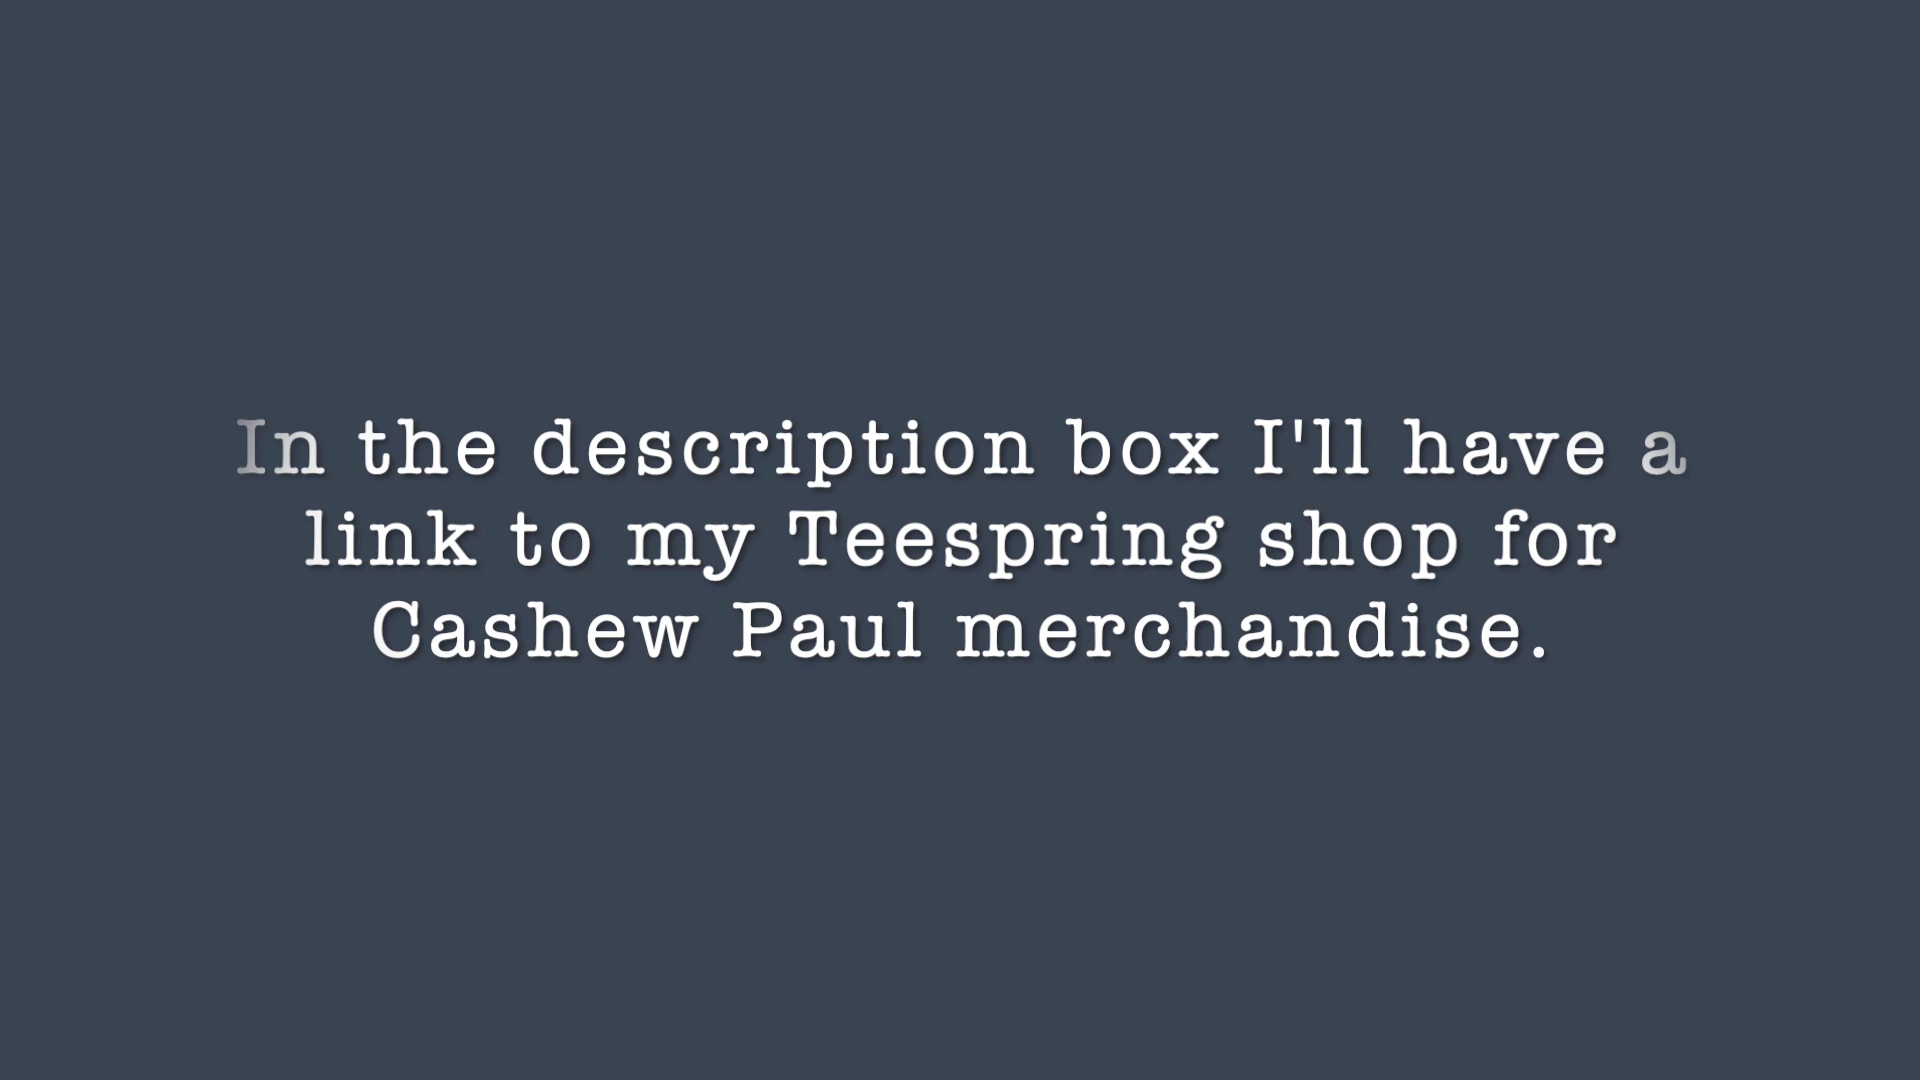 In the description box I'll have a
link to my Teespring shop for
Cashew Paul merchandise.